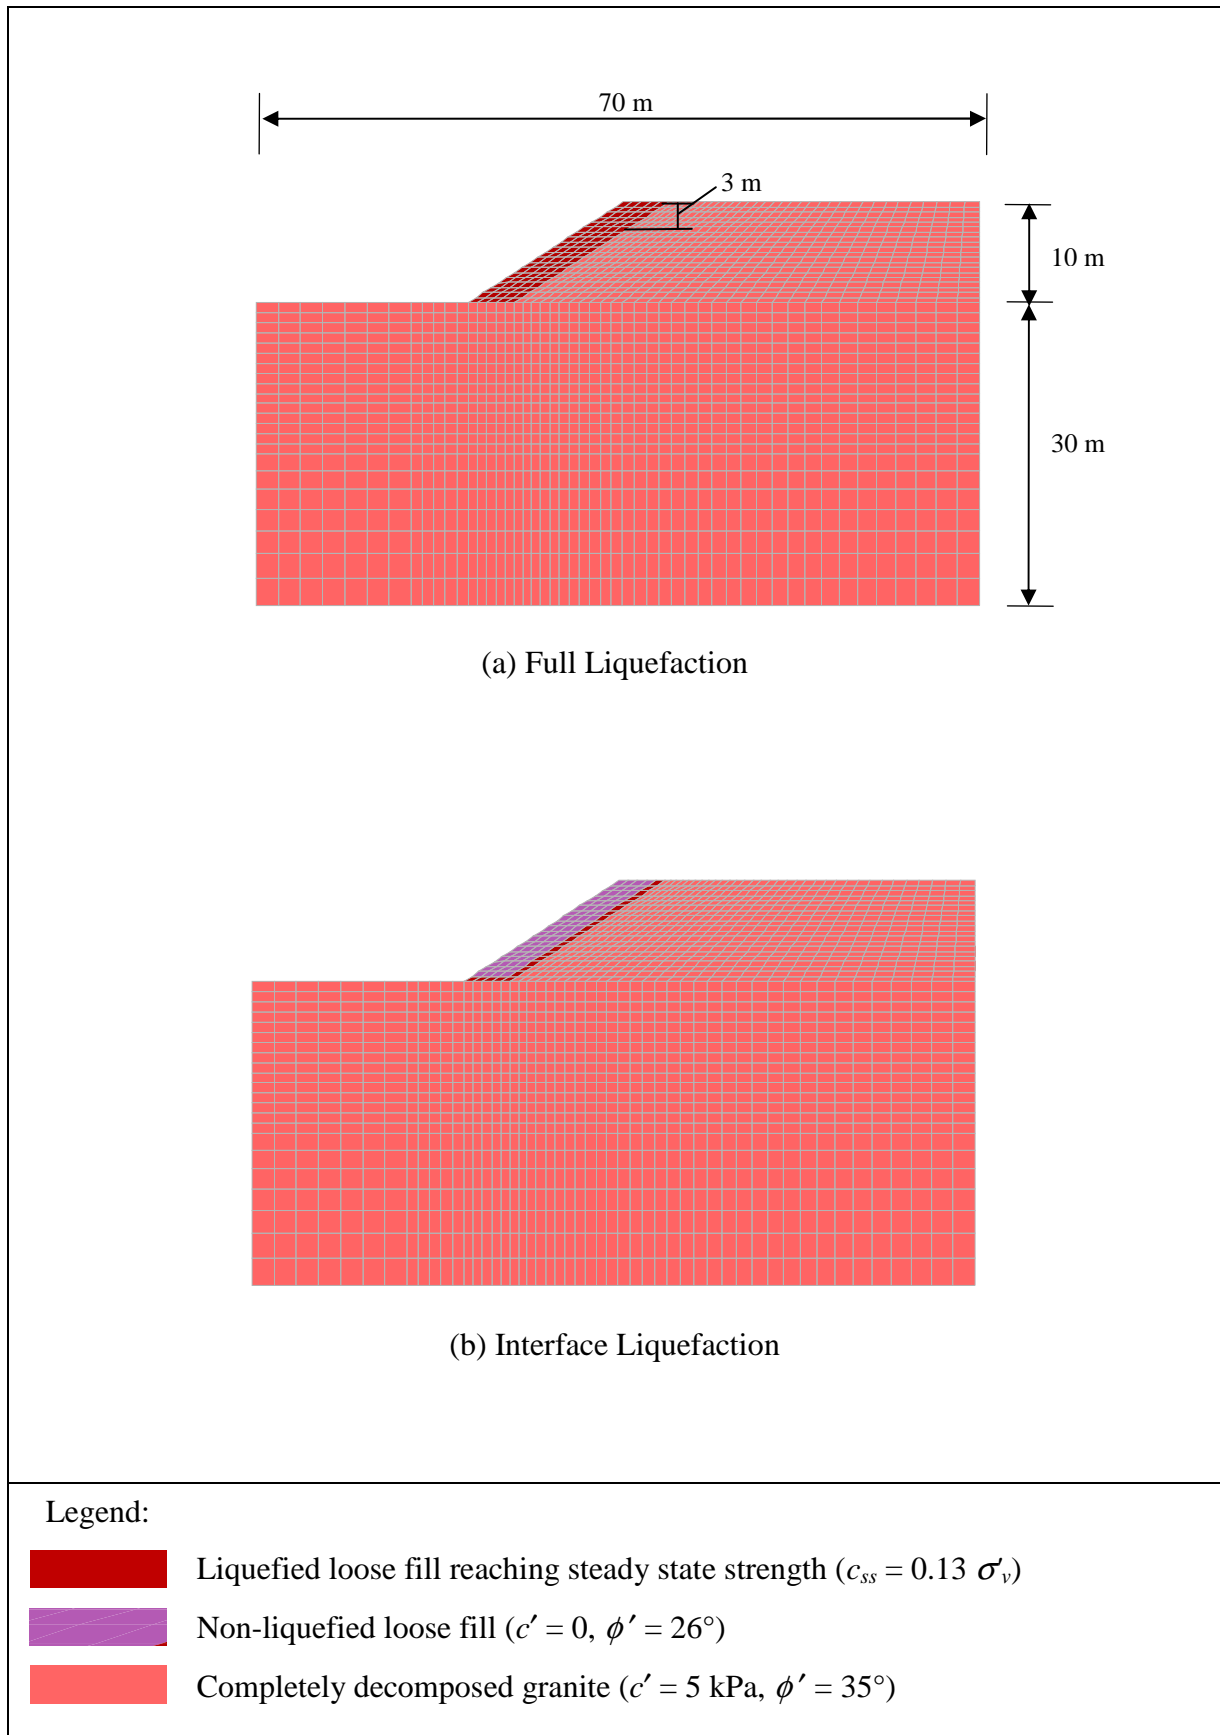 70 m
3 m
10 m
30 m
(a) Full Liquefaction
(b) Interface Liquefaction
Legend:
Liquefied loose fill reaching steady state strength (css = 0.13 σ′v)
Non-liquefied loose fill (c′ = 0, ϕ′ = 26°)
Completely decomposed granite (c′ = 5 kPa, ϕ′ = 35°)